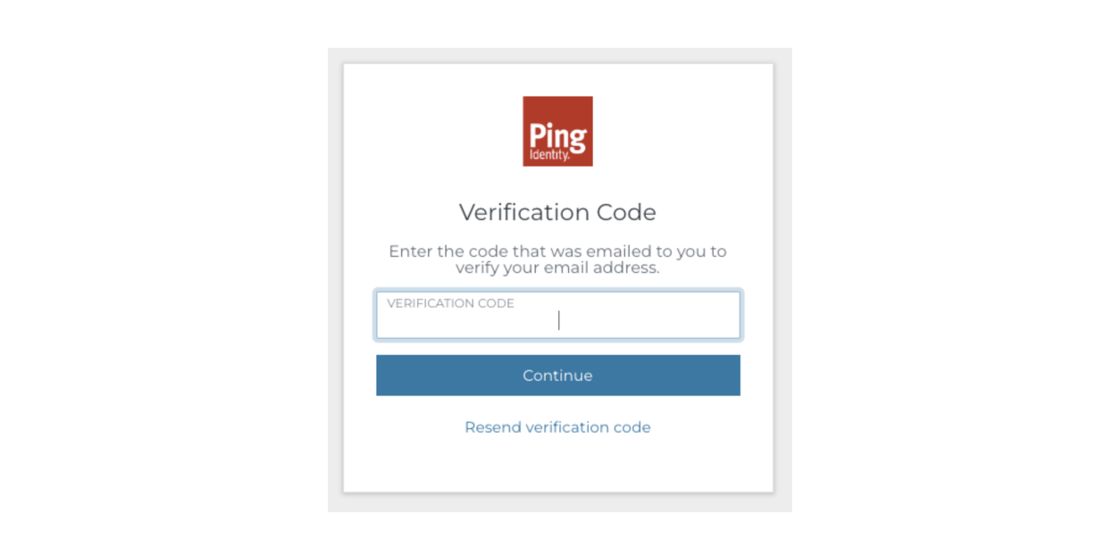 Ping
Identity.
Verification Code
Enter the code that was emailed to you to
verify your email address.
VERIFICATION CODE
Continue
Resend verification code